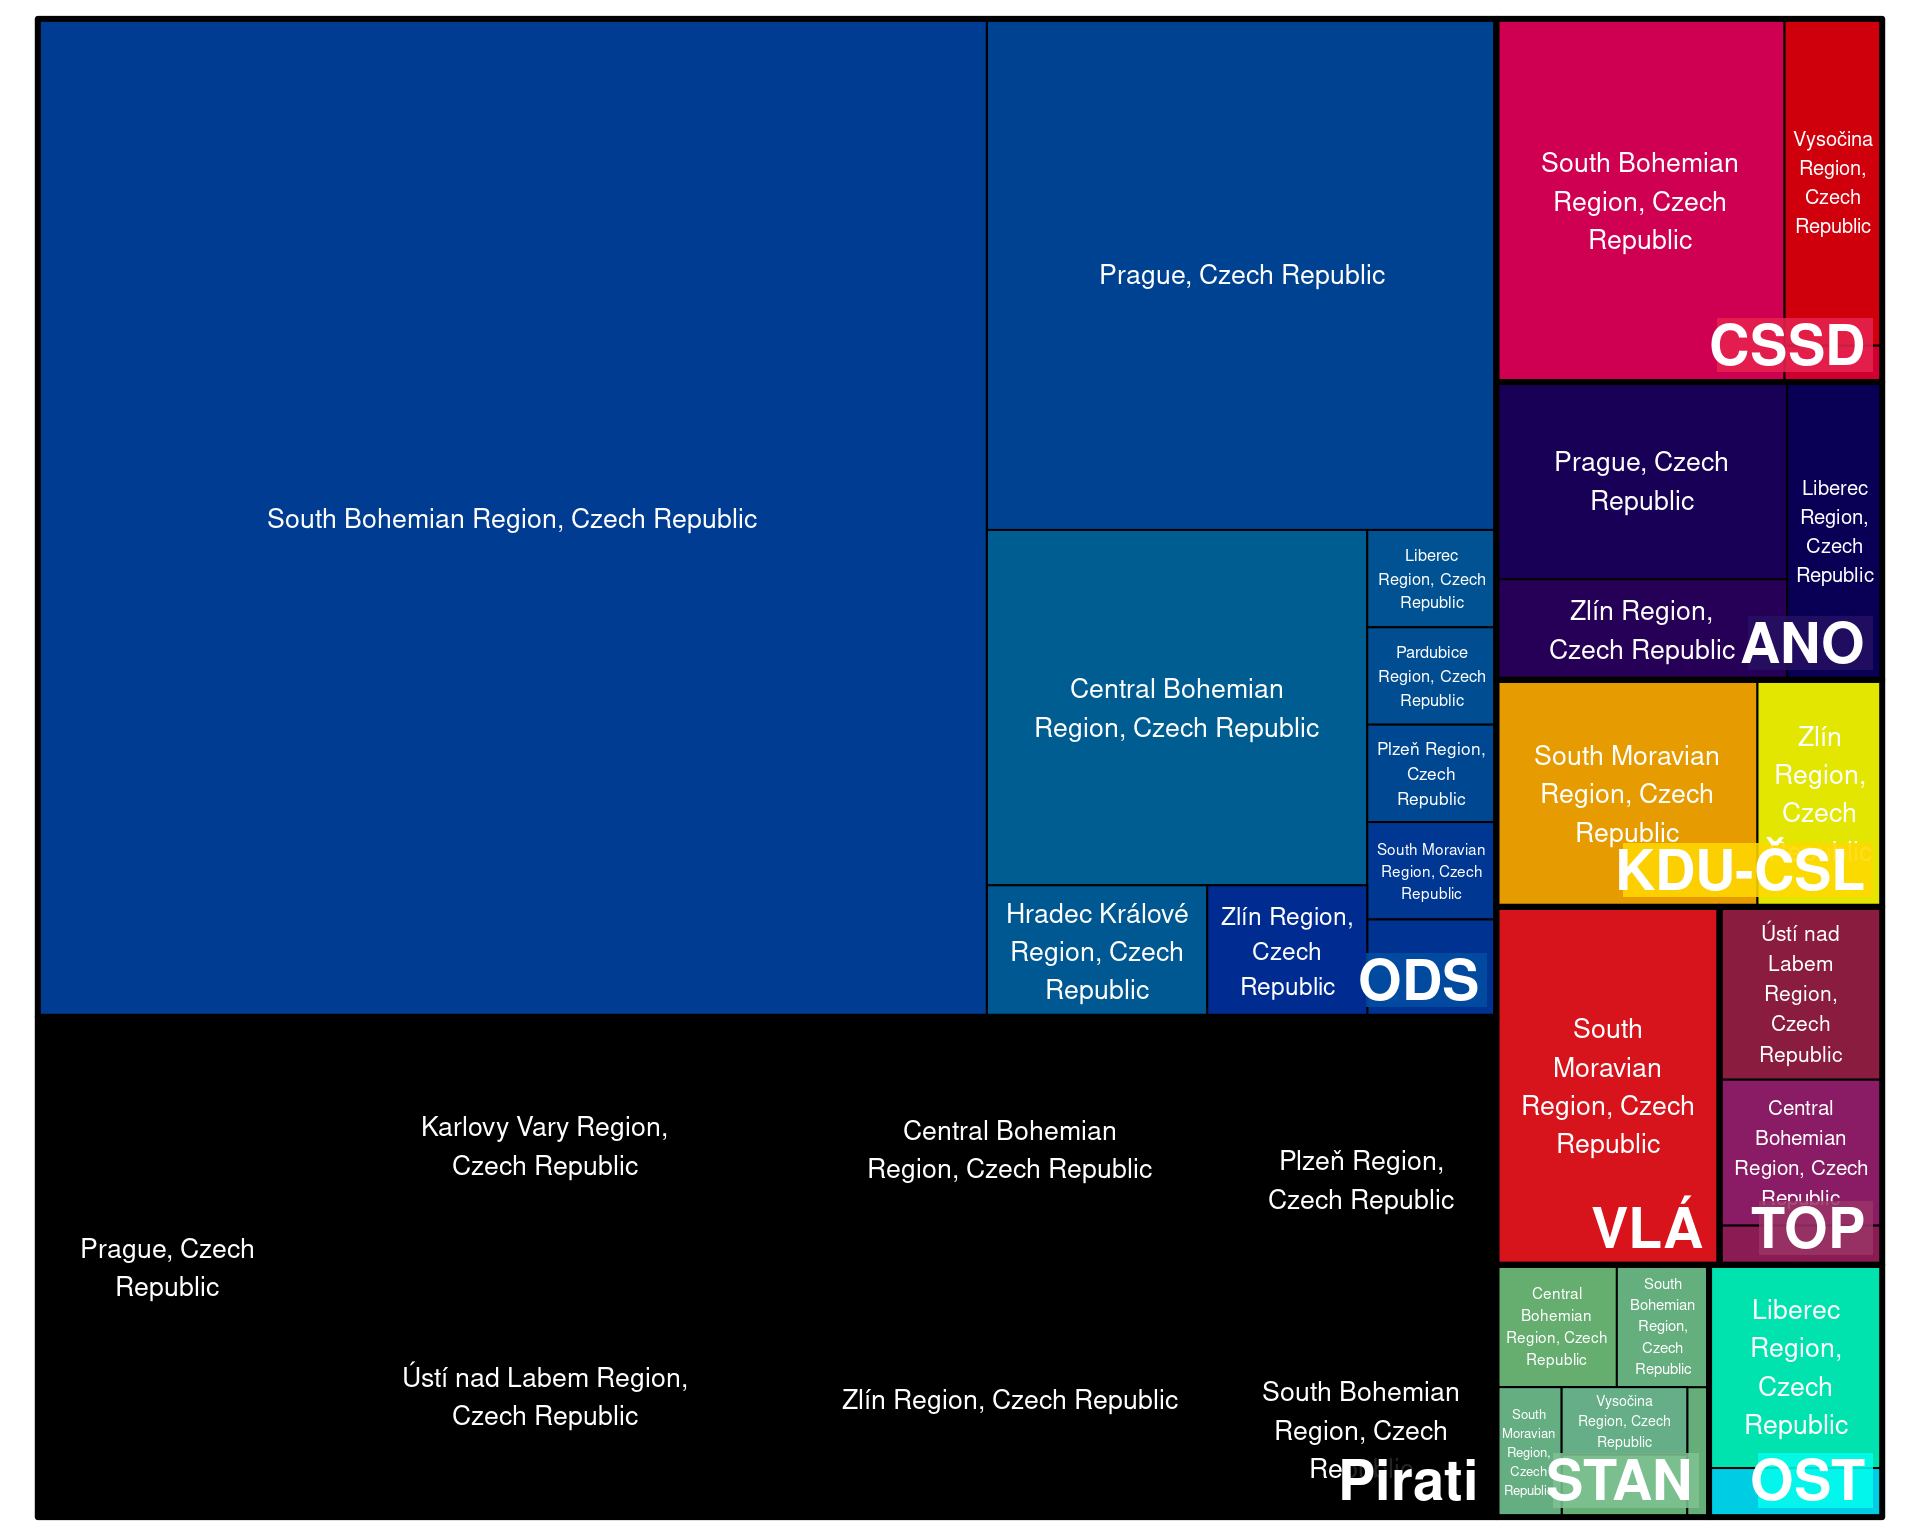 South Bohemian Region, Czech Republic
Prague, Czech Republic
Central Bohemian
Region, Czech Republic
Liberec
Region, Czech
Republic
Pardubice
Region, Czech
Republic
Plzeň Region,
Czech
Republic
South Moravian
Region, Czech
Republic
Hradec Králové
Region, Czech
Republic
Zlín Region,
Czech
Republic
ODS
Prague, Czech
Republic
Karlovy Vary Region,
Czech Republic
Ústí nad Labem Region,
Czech Republic
Central Bohemian
Region, Czech Republic
Zlín Region, Czech Republic
Plzeň Region,
Czech Republic
South Bohemian
Region, Czech
Republic
Pirati
South Bohemian
Region, Czech
Republic
Vysočina
Region,
Czech
Republic
CSSD
Prague, Czech
Republic
Zlín Region,
Czech Republic
Liberec
Region,
Czech
Republic
ANO
South Moravian
Region, Czech
Republic
Zlín
Region,
Czech
KDU-ČSL
South
Moravian
Region, Czech
Republic
VLÁ
Ústí nad
Labem
Region,
Czech
Republic
Central
Bohemian
Region, Czech
Republic
TOP
Central
Bohemian
Region, Czech
Republic
South
Bohemian
Region,
Czech
Republic
South
Moravian
Region,
Czech
Republic
Vysočina
Region, Czech
Republic
STAN
Liberec
Region,
Czech
Republic
OST